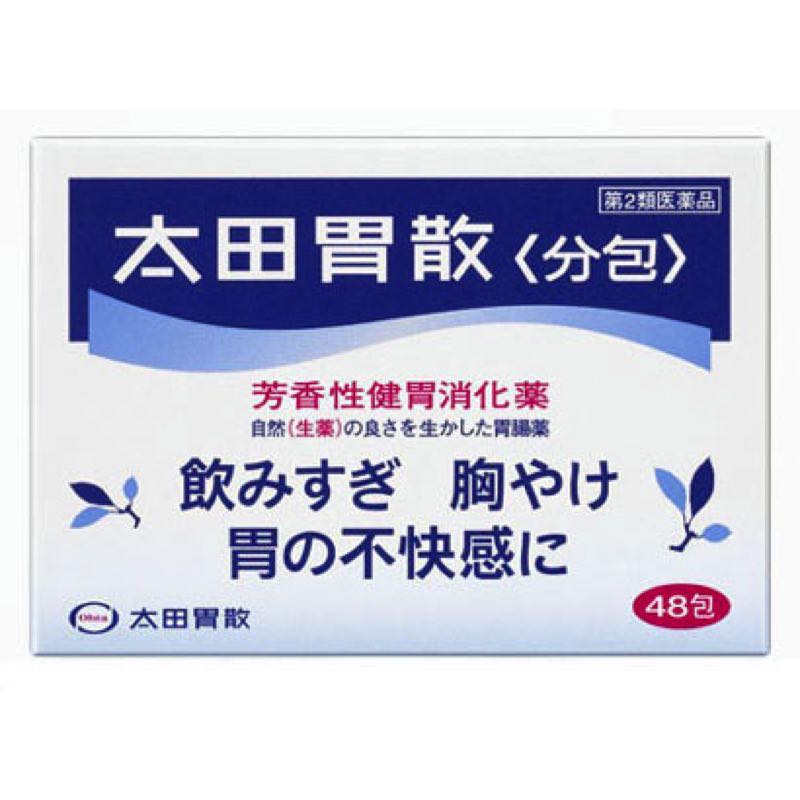 第2類医薬品
太田胃散〈分包〉
芳香性健胃消化薬
自然(生薬)の良さを生かした胃腸薬
飲みすぎ 胸やけ
胃の不快感に
48包
Ohta 太田胃散